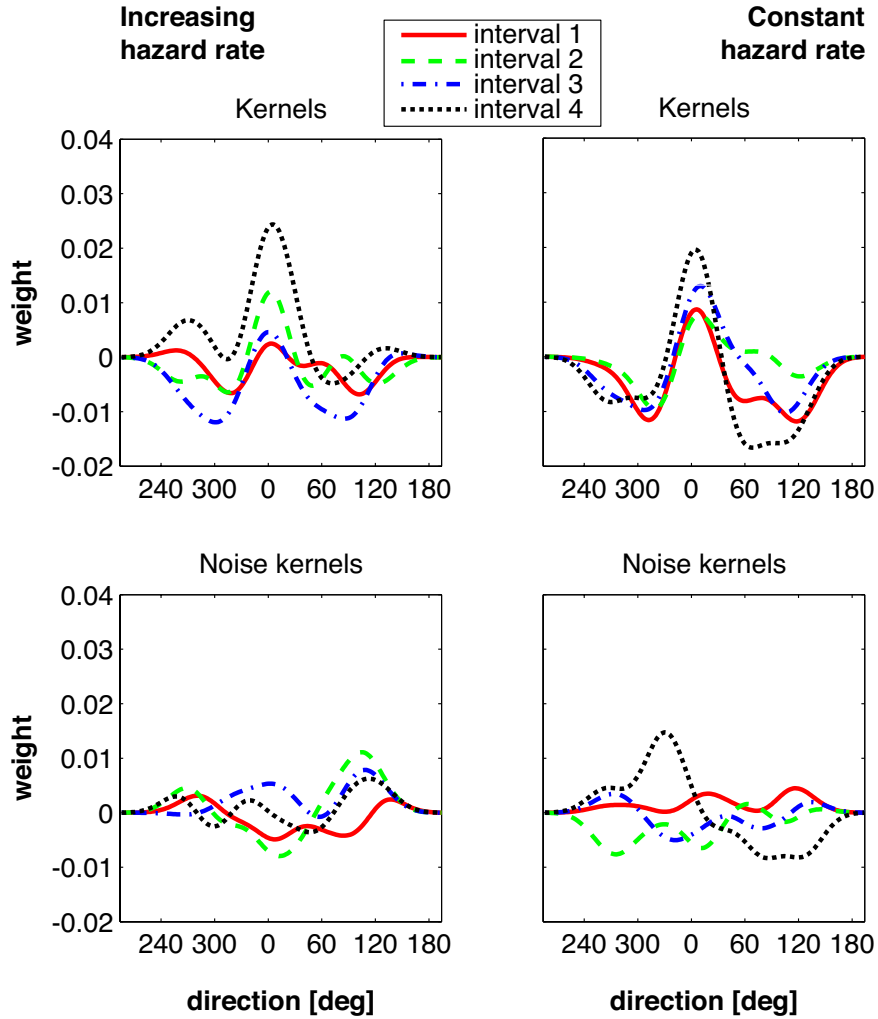 Increasing
hazard rate
Constant
hazard rate
interval 1
interval 2
interval 3
interval 4
Kernels
Kernels
weight
0.04
0.03
0.02
0.01
0
-0.01
-0.02
240 300 0 60 120 180
240 300 0 60 120 180
Noise kernels
Noise kernels
weight
0.04
0.03
0.02
0.01
0
-0.01
-0.02
240 300 0 60 120 180
240 300 0 60 120 180
direction [deg]
direction [deg]